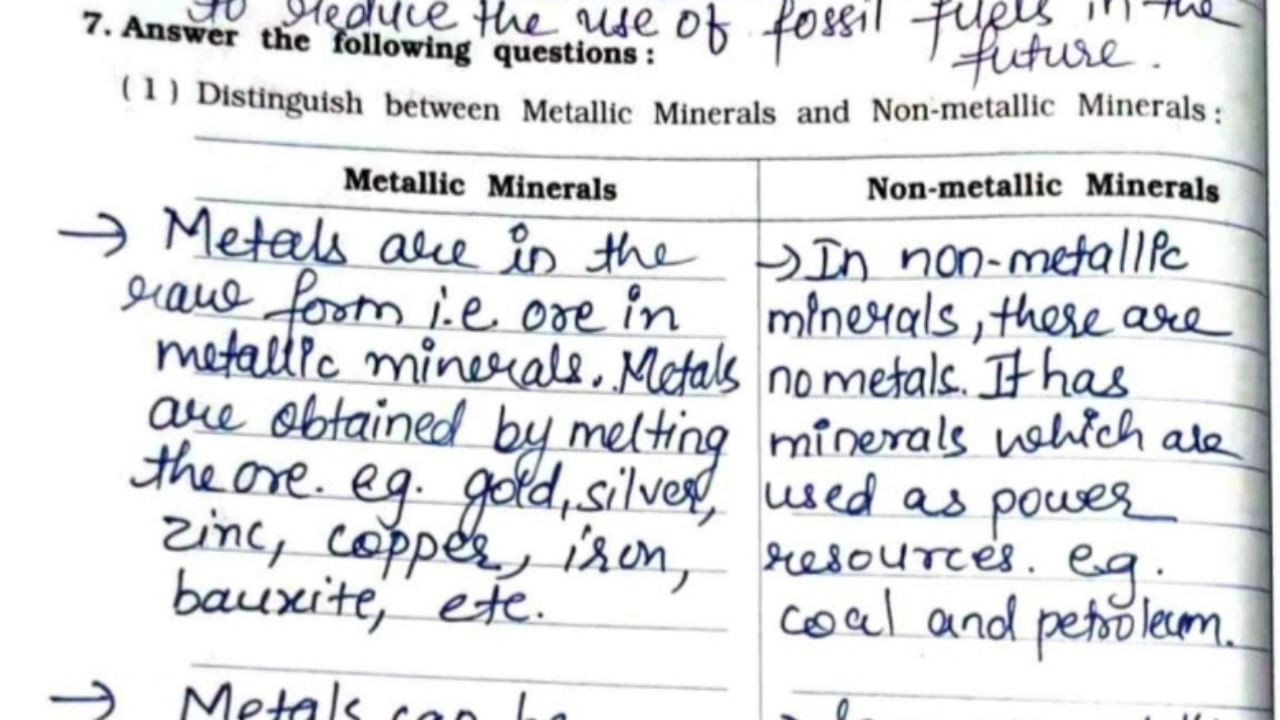 to reduce the use of fossil fuels in the
future.
7. Answer the following questions :
( 1 ) Distinguish between Metallic Minerals and Non-metallic Minerals :
Metallic Minerals
→ Metals are in the
raw form i.e. ore in
metallic minerals. Metals
are obtained by melting
the ore. eg. gold, silver,
zinc, copper, iron,
bauxite, etc.
→ Metals can be
Non-metallic Minerals
→ In non-metallic
minerals, there are
no metals. It has
minerals which are
used as power
resources. eg.
coal and petroleum.